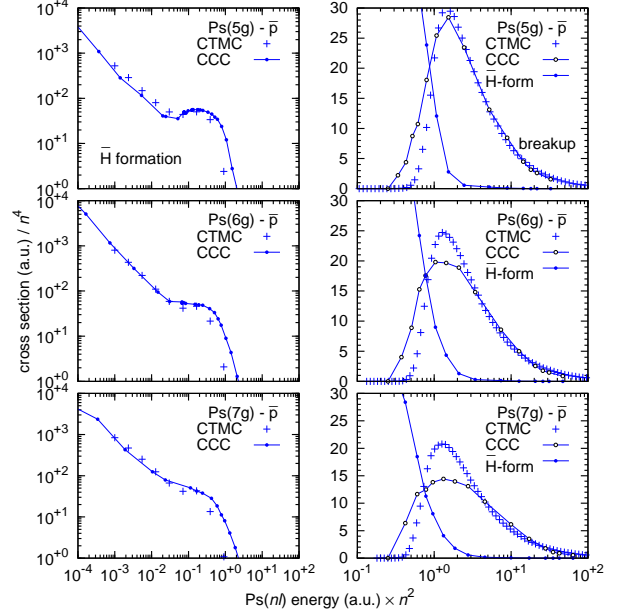 cross section (a.u.) / n⁴
10⁺⁴
10⁺³
10⁺²
10⁺¹
10⁺⁰
Ps(5g) - p̅
CTMC
CCC
H̅ formation
30
25
20
15
10
5
0
Ps(5g) - p̅
CTMC
CCC
H̅-form
breakup
10⁺⁴
10⁺³
10⁺²
10⁺¹
10⁺⁰
Ps(6g) - p̅
CTMC
CCC
30
25
20
15
10
5
0
Ps(6g) - p̅
CTMC
CCC
H̅-form
10⁺⁴
10⁺³
10⁺²
10⁺¹
10⁺⁰
Ps(7g) - p̅
CTMC
CCC
30
25
20
15
10
5
0
Ps(7g) - p̅
CTMC
CCC
H̅-form
10⁻⁴ 10⁻³ 10⁻² 10⁻¹ 10⁺⁰ 10⁺¹ 10⁺²
10⁻¹ 10⁺⁰ 10⁺¹ 10⁺²
Ps(nl) energy (a.u.) × n²